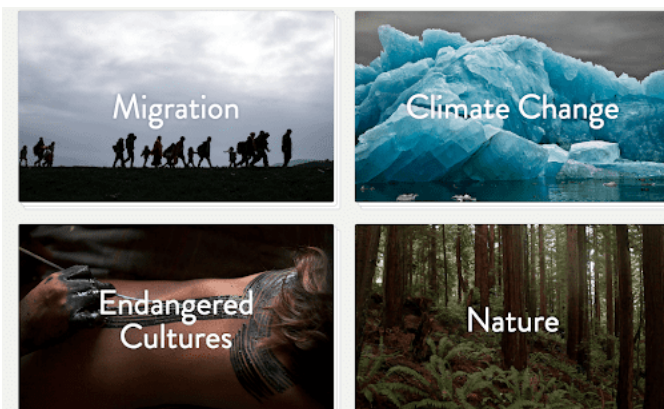 Migration
Climate Change
Endangered
Cultures
Nature